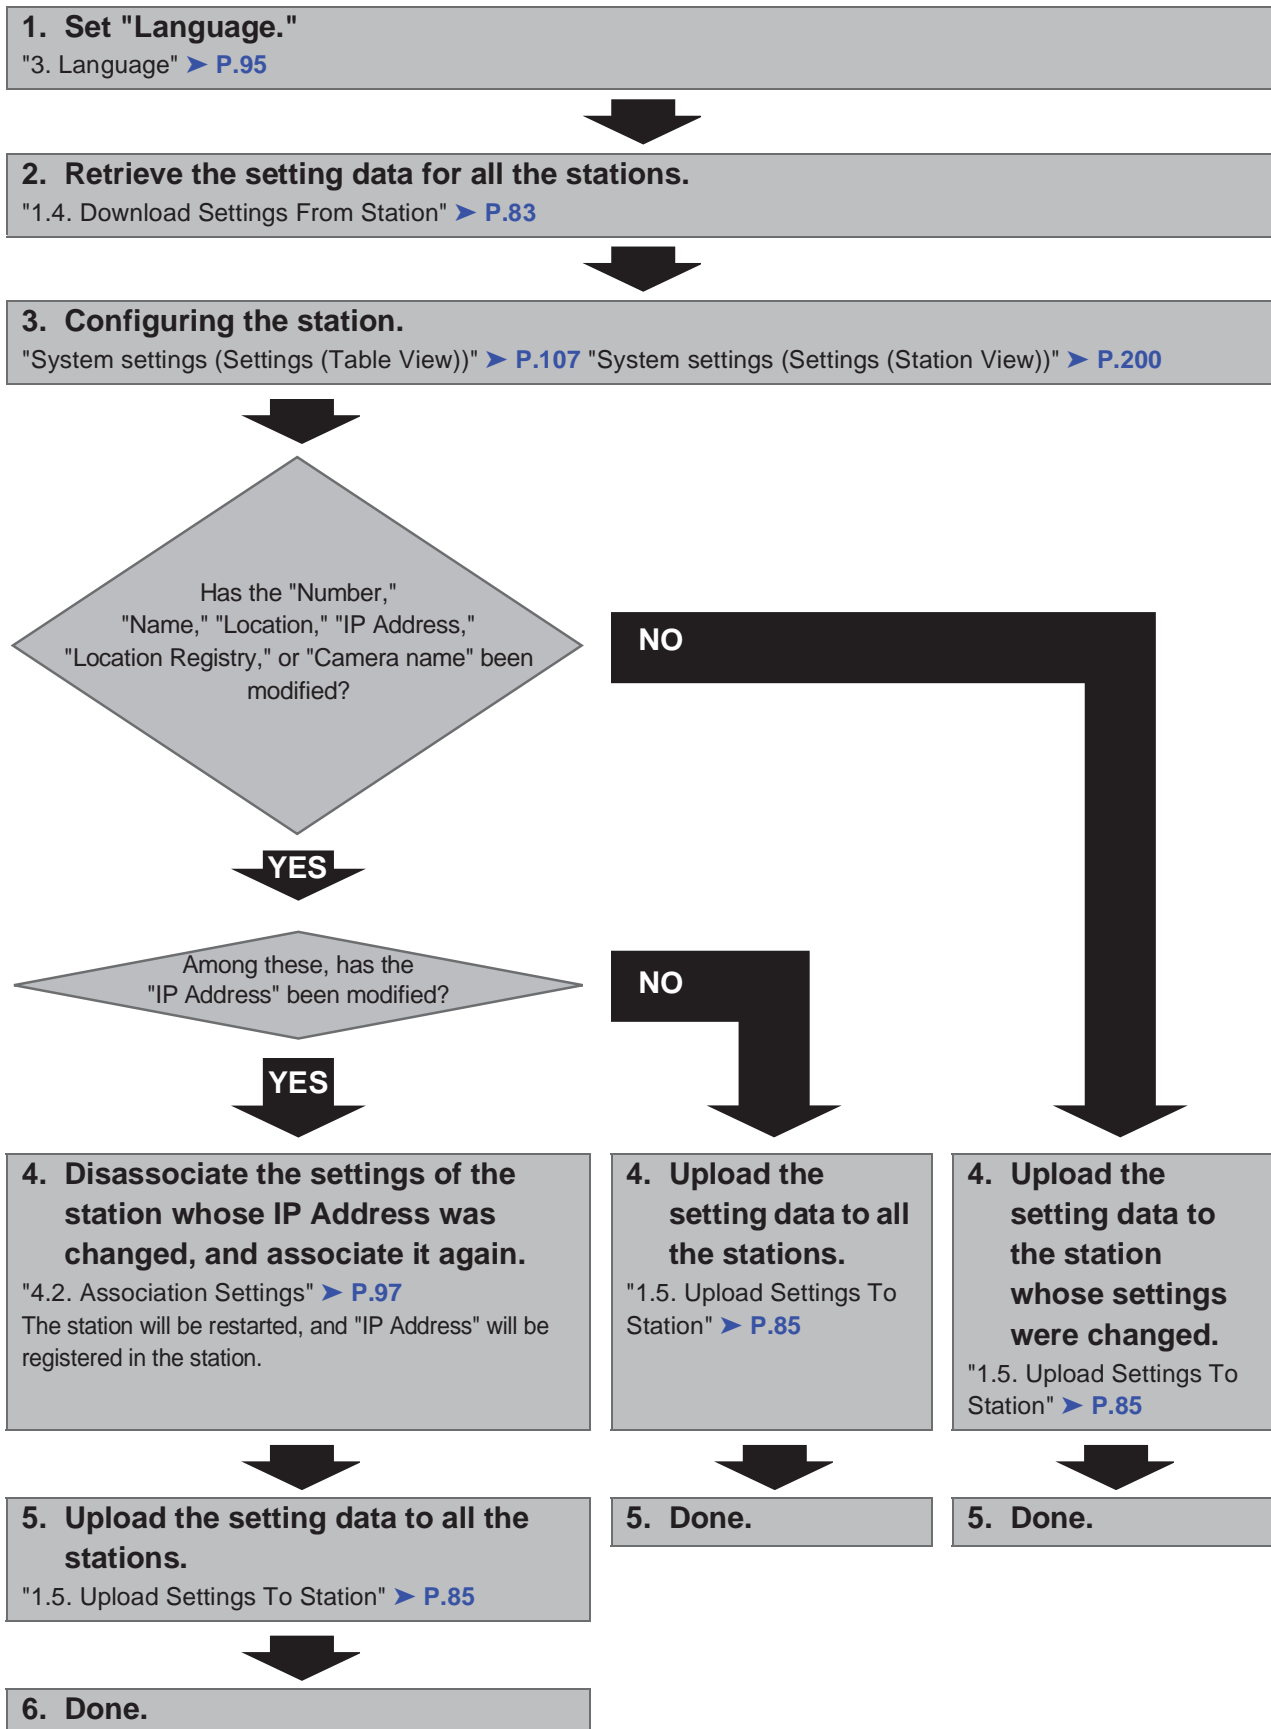 1. Set "Language."
"3. Language" ➤ P.95
2. Retrieve the setting data for all the stations.
"1.4. Download Settings From Station" ➤ P.83
3. Configuring the station.
"System settings (Settings (Table View))" ➤ P.107 "System settings (Settings (Station View))" ➤ P.200
Has the "Number,"
"Name," "Location," "IP Address,"
"Location Registry," or "Camera name" been
modified?
NO
YES
Among these, has the
"IP Address" been modified?
NO
YES
4. Disassociate the settings of the
station whose IP Address was
changed, and associate it again.
"4.2. Association Settings" ➤ P.97
The station will be restarted, and "IP Address" will be
registered in the station.
4. Upload the
setting data to all
the stations.
"1.5. Upload Settings To
Station" ➤ P.85
4. Upload the
setting data to
the station
whose settings
were changed.
"1.5. Upload Settings To
Station" ➤ P.85
5. Upload the setting data to all the
stations.
"1.5. Upload Settings To Station" ➤ P.85
5. Done.
5. Done.
6. Done.